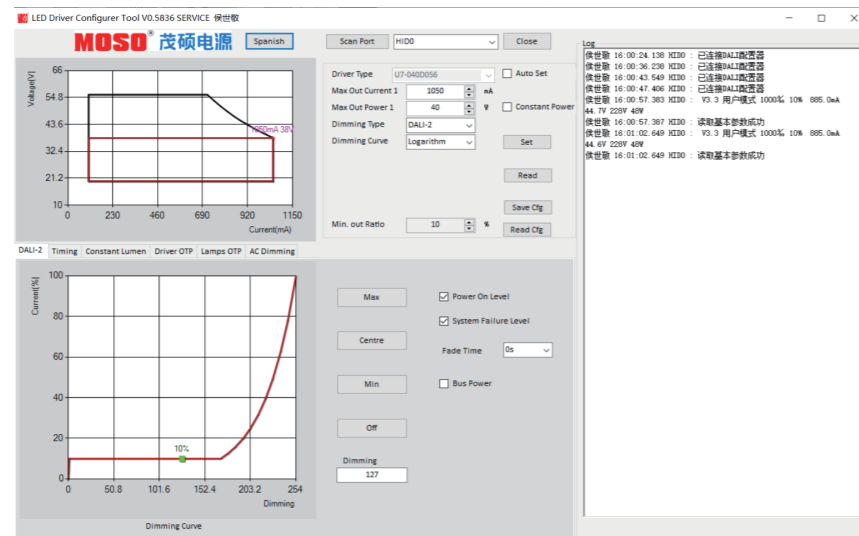 LED Driver Configurer Tool V0.5836 SERVICE 侯世敬
MOSO® 茂硕电源
Spanish
Scan Port
HID0
Close
Voltage[V]
66
54.8
43.6
32.4
21.2
10
1050mA 38V
0 230 460 690 920 1150
Current(mA)
Driver Type U7-040D056 Auto Set
Max Out Current 1 1050 mA
Max Out Power 1 40 W Constant Power
Dimming Type DALI-2
Dimming Curve Logarithm Set
Read
Save Cfg
Min. out Ratio 10 % Read Cfg
DALI-2 Timing Constant Lumen Driver OTP Lamps OTP AC Dimming
Current[%]
100
80
60
40
20
0
10%
0 50.8 101.6 152.4 203.2 254
Dimming
Dimming Curve
Max
Power On Level
System Failure Level
Centre
Fade Time 0s
Min
Bus Power
Off
Dimming
127
Log
侯世敬 16:00:24.138 HID0 : 已连接DALI配置器
侯世敬 16:00:36.238 HID0 : 已连接DALI配置器
侯世敬 16:00:43.549 HID0 : 已连接DALI配置器
侯世敬 16:00:47.406 HID0 : 已连接DALI配置器
侯世敬 16:00:57.383 HID0 : V3.3 用户模式 1000‰ 10% 885.0mA
44.7V 228V 48W
侯世敬 16:00:57.387 HID0 : 读取基本参数成功
侯世敬 16:01:02.649 HID0 : V3.3 用户模式 1000‰ 10% 885.0mA
44.6V 228V 48W
侯世敬 16:01:02.649 HID0 : 读取基本参数成功